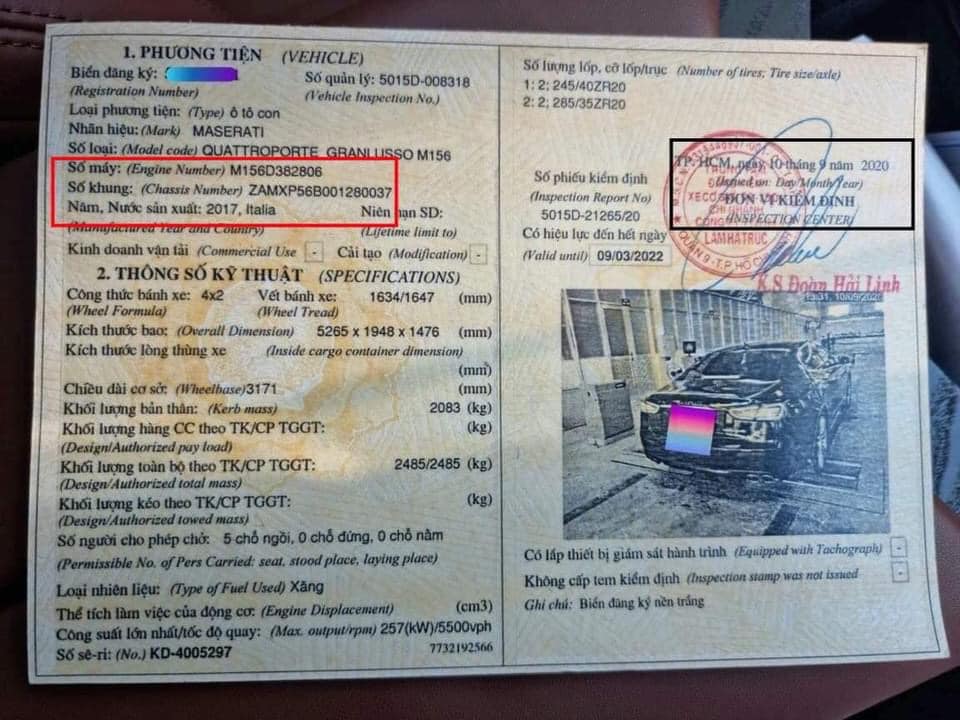 1. PHƯƠNG TIỆN (VEHICLE)
Biển đăng ký:
(Registration Number)
Số quản lý: 5015D-008318
(Vehicle Inspection No.)
Loại phương tiện: (Type) ô tô con
Nhãn hiệu: (Mark) MASERATI
Số loại: (Model code) QUATTROPORTE GRANLUSSO M156
Số máy: (Engine Number) M156D382806
Số khung: (Chassis Number) ZAMXP56B001280037
Năm, Nước sản xuất: 2017, Italia
Niên hạn SD:
(Manufactured Year and Country)
(Lifetime limit to)
Kinh doanh vận tải (Commercial Use - Cải tạo (Modification) -
2. THÔNG SỐ KỸ THUẬT (SPECIFICATIONS)
Công thức bánh xe: 4x2 Vết bánh xe: 1634/1647 (mm)
(Wheel Formula) (Wheel Tread)
Kích thước bao: (Overall Dimension) 5265 x 1948 x 1476 (mm)
Kích thước lòng thùng xe (Inside cargo container dimension)
(mm)
Chiều dài cơ sở: (Wheelbase) 3171 (mm)
Khối lượng bản thân: (Kerb mass) 2083 (kg)
Khối lượng hàng CC theo TK/CP TGGT: (kg)
(Design/Authorized pay load)
Khối lượng toàn bộ theo TK/CP TGGT: 2485/2485 (kg)
(Design/Authorized total mass)
Khối lượng kéo theo TK/CP TGGT: (kg)
(Design/Authorized towed mass)
Số người cho phép chở: 5 chỗ ngồi, 0 chỗ đứng, 0 chỗ nằm
(Permissible No. of Pers Carried: seat, stood place, laying place)
Loại nhiên liệu: (Type of Fuel Used) Xăng
Thể tích làm việc của động cơ: (Engine Displacement) (cm3)
Công suất lớn nhất/tốc độ quay: (Max. output/rpm) 257(kW)/5500vph
Số sê-ri: (No.) KD-4005297 7732192566
Số lượng lốp, cỡ lốp/trục (Number of tires; Tire size/axle)
1: 2; 245/40ZR20
2: 2; 285/35ZR20
TP. HCM, ngày 10 tháng 9 năm 2020
(Issued on: Day/Month/Year)
Số phiếu kiểm định
(Inspection Report No)
5015D-21265/20
ĐƠN VỊ KIỂM ĐỊNH
(INSPECTION CENTER)
LAMHATRUC
Có hiệu lực đến hết ngày
(Valid until) 09/03/2022
K.S Đoàn Hải Linh
13:31, 10/09/202
Có lắp thiết bị giám sát hành trình (Equipped with Tachograph) -
Không cấp tem kiểm định (Inspection stamp was not issued -
Ghi chú: Biển đăng ký nền trắng